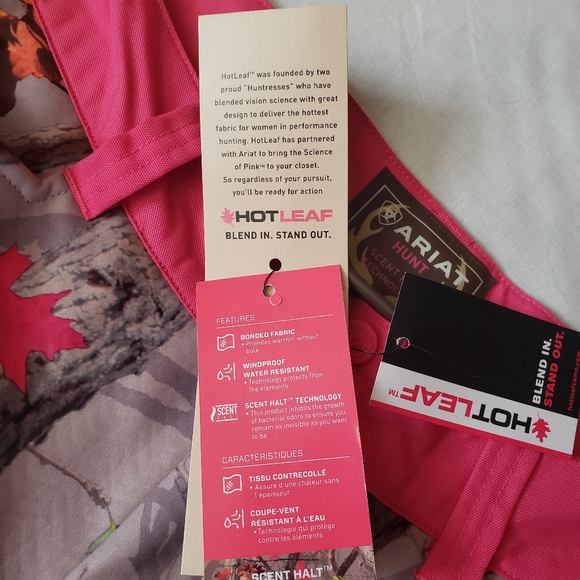 HotLeaf™ was founded by two
proud "Huntresses" who have
blended vision science with great
design to deliver the hottest
fabric for women in performance
hunting. HotLeaf has partnered
with Ariat to bring the Science
of Pink™ to your closet.
So regardless of your pursuit,
you'll be ready for action
HOTLEAF
BLEND IN. STAND OUT.
FEATURES
BONDED FABRIC
• Provides warmth without
bulk
WINDPROOF
WATER RESISTANT
• Technology protects from
the elements
SCENT
SCENT HALT™ TECHNOLOGY
• This product inhibits the growth
of bacterial odors to ensure you
remain as invisible as you want
to be
CARACTÉRISTIQUES
TISSU CONTRECOLLÉ
• Assure d'une chaleur sans
l'épaisseur
COUPE-VENT
RÉSISTANT À L'EAU
• Technologie qui protège
contre les éléments
SCENT HALT™
ARIAT
HUNT
SCENT
TECHNO
HOTLEAF™
BLEND IN.
STAND OUT.